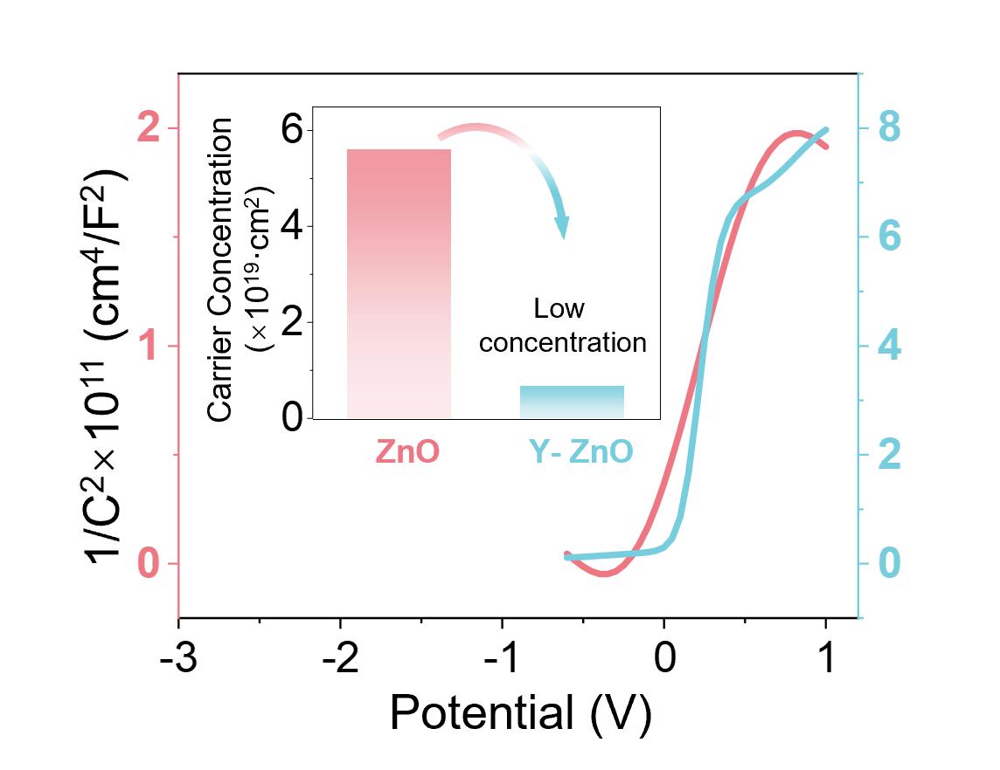 1/C²×10¹¹ (cm⁴/F²)
2
1
0
Carrier Concentration
(×10¹⁹·cm²)
6
4
2
0
Low
concentration
ZnO
Y- ZnO
8
6
4
2
0
-3
-2
-1
0
1
Potential (V)